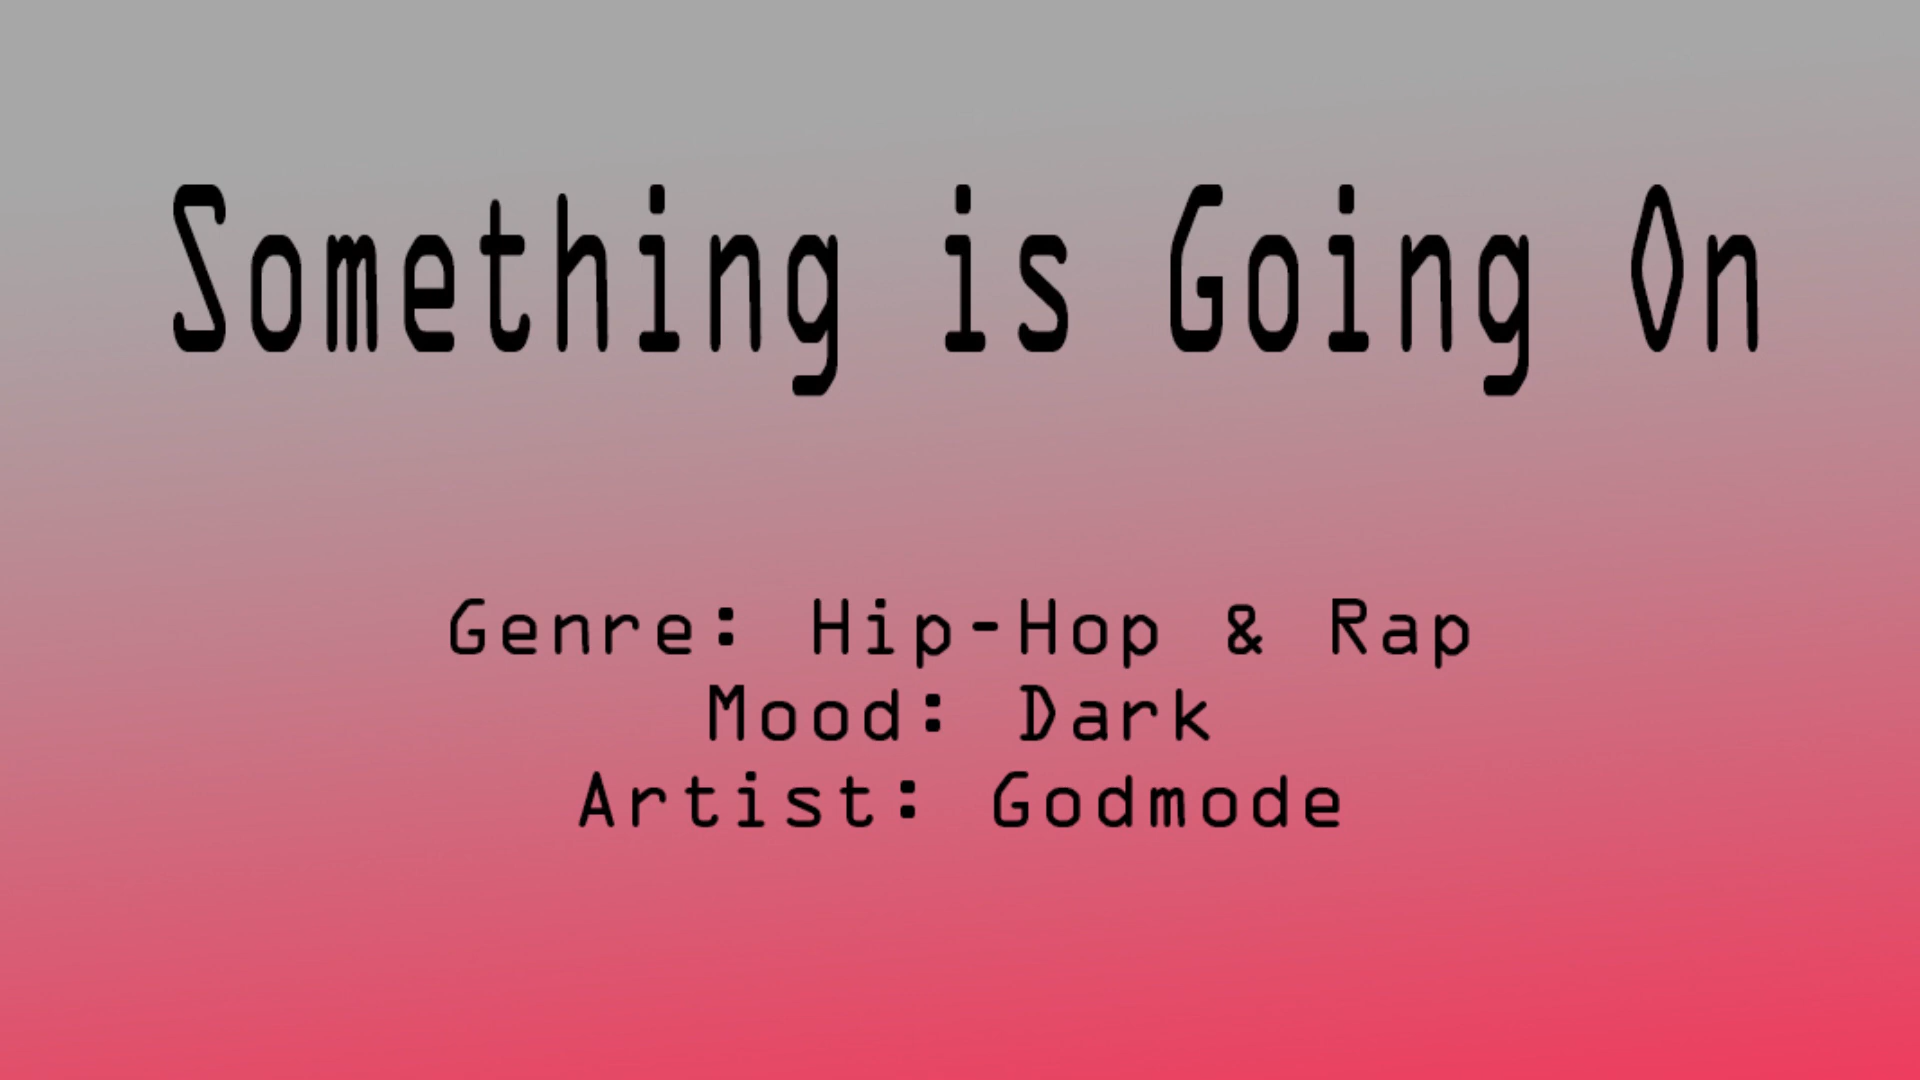 Something is Going On
Genre: Hip-Hop & Rap
Mood: Dark
Artist: Godmode